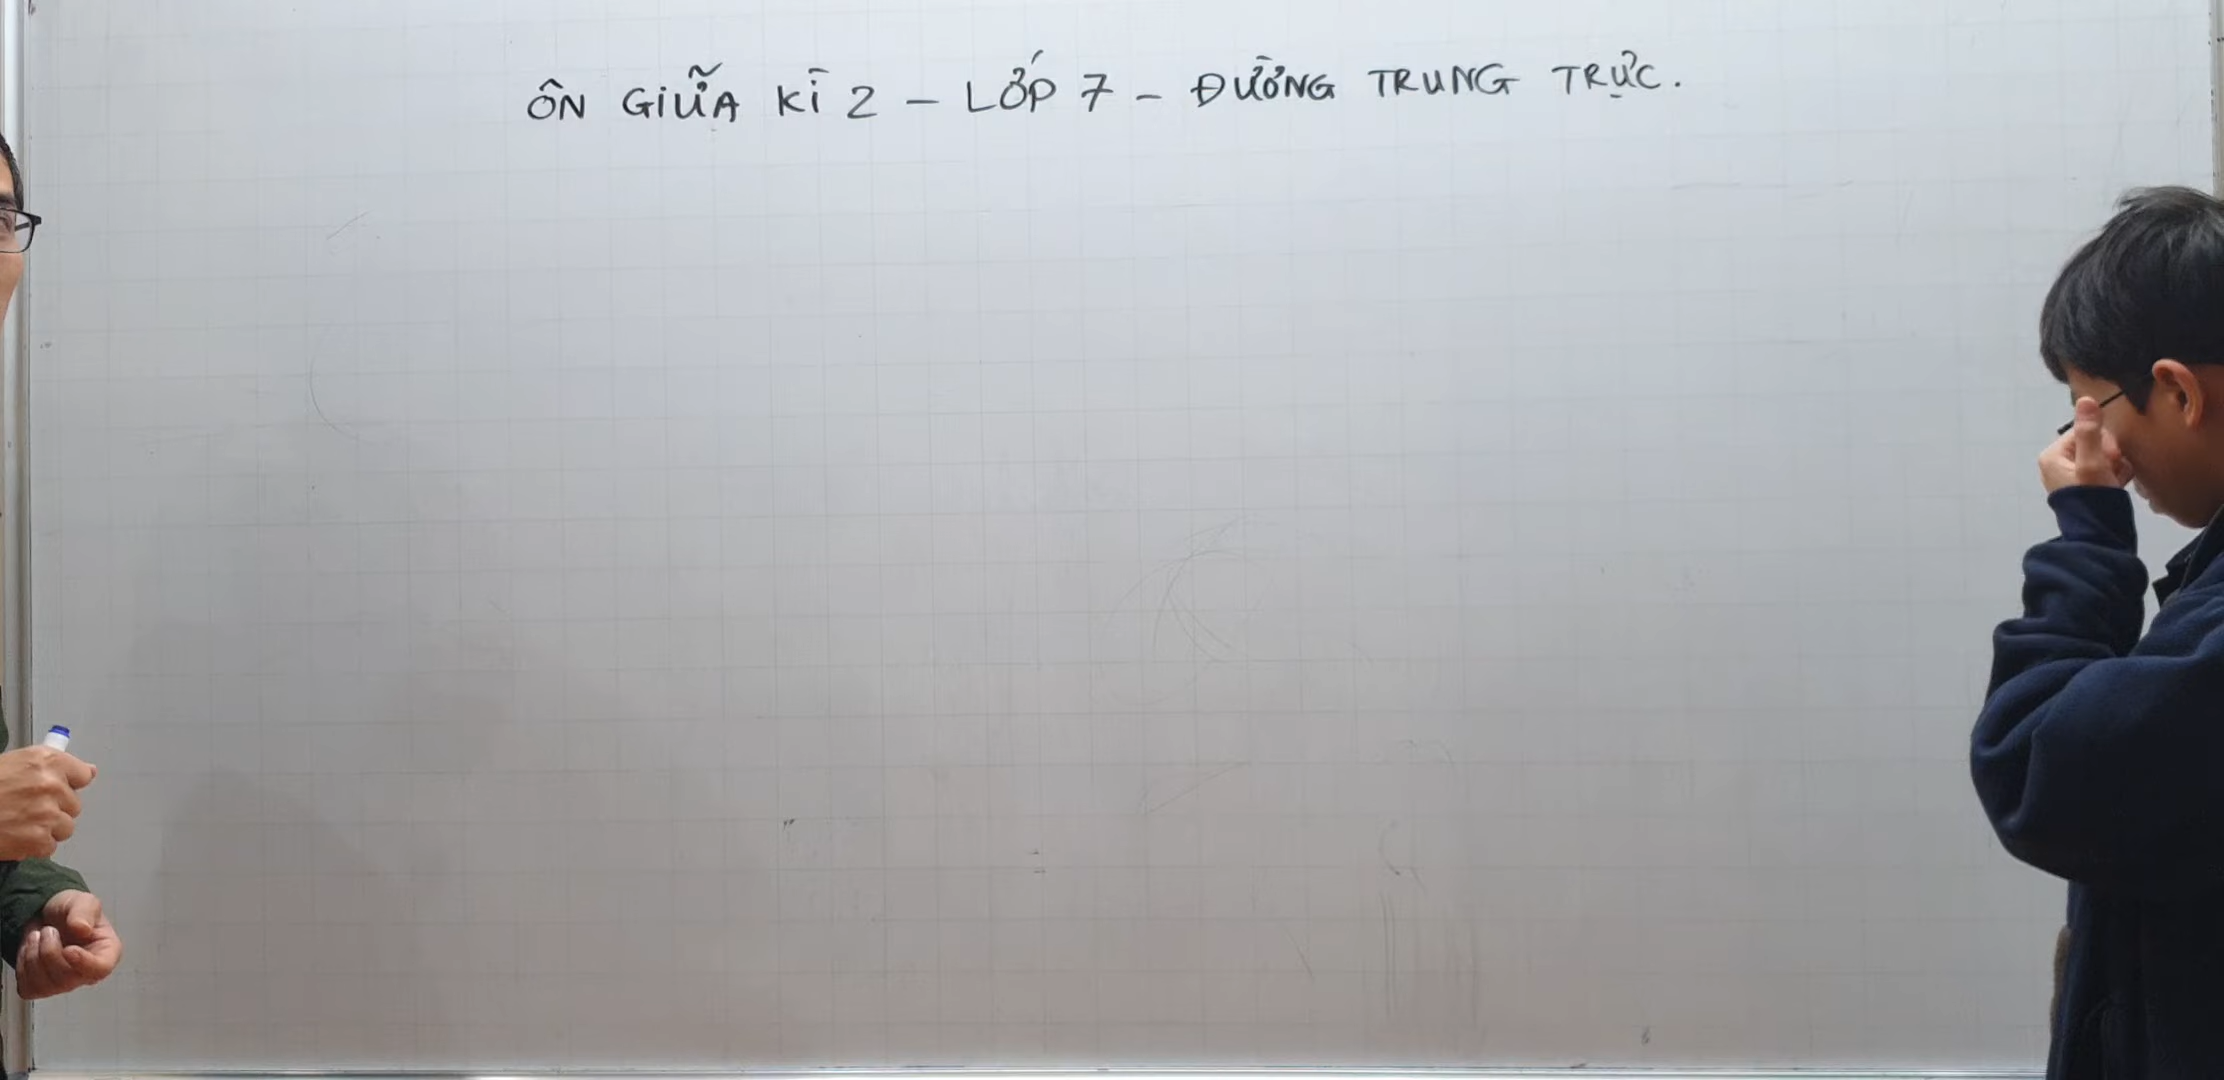 ÔN GIỮA KÌ 2 – LỚP 7 – ĐƯỜNG TRUNG TRỰC.